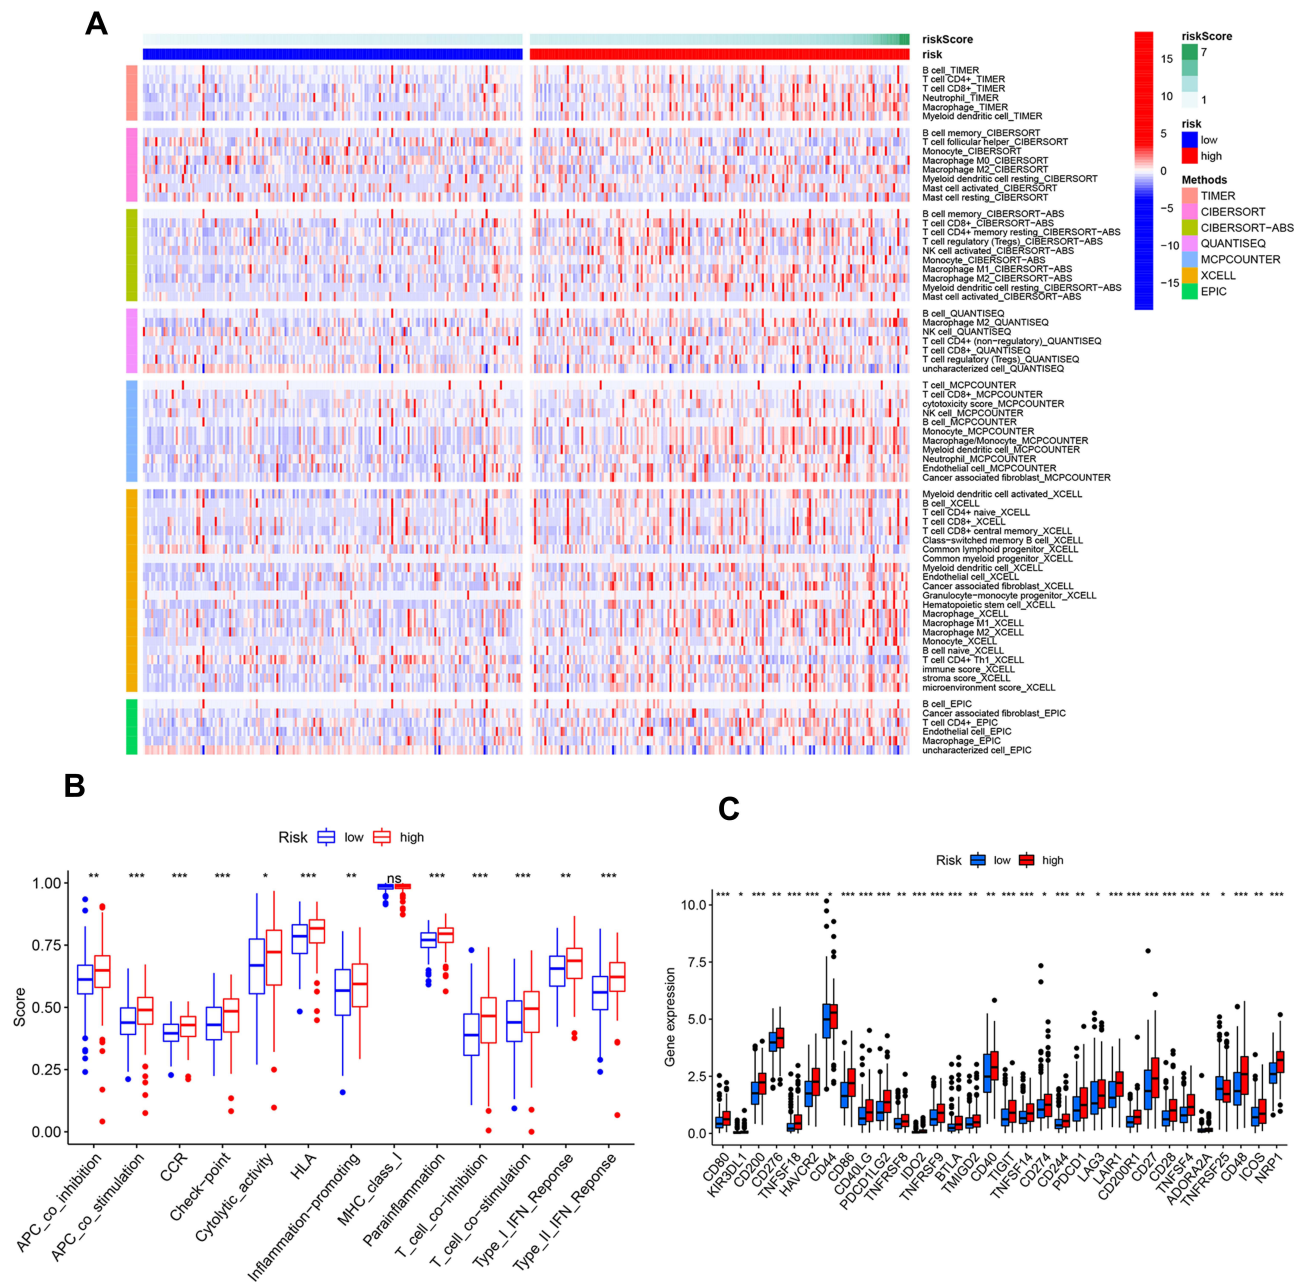 A
riskScore
risk
B cell_TIMER
T cell CD4+_TIMER
T cell CD8+_TIMER
Neutrophil_TIMER
Macrophage_TIMER
Myeloid dendritic cell_TIMER
B cell memory_CIBERSORT
T cell follicular helper_CIBERSORT
Monocyte_CIBERSORT
Macrophage M0_CIBERSORT
Macrophage M2_CIBERSORT
Myeloid dendritic cell resting_CIBERSORT
Mast cell activated_CIBERSORT
Mast cell resting_CIBERSORT
B cell memory_CIBERSORT-ABS
T cell CD8+_CIBERSORT-ABS
T cell CD4+ memory resting_CIBERSORT-ABS
T cell regulatory (Tregs)_CIBERSORT-ABS
NK cell activated_CIBERSORT-ABS
Monocyte_CIBERSORT-ABS
Macrophage M1_CIBERSORT-ABS
Macrophage M2_CIBERSORT-ABS
Myeloid dendritic cell resting_CIBERSORT-ABS
Mast cell activated_CIBERSORT-ABS
B cell_QUANTISEQ
Macrophage M2_QUANTISEQ
NK cell_QUANTISEQ
T cell CD4+ (non-regulatory)_QUANTISEQ
T cell CD8+_QUANTISEQ
T cell regulatory (Tregs)_QUANTISEQ
uncharacterized cell_QUANTISEQ
T cell_MCPCOUNTER
T cell CD8+_MCPCOUNTER
cytotoxicity score_MCPCOUNTER
NK cell_MCPCOUNTER
B cell_MCPCOUNTER
Monocyte_MCPCOUNTER
Macrophage/Monocyte_MCPCOUNTER
Myeloid dendritic cell_MCPCOUNTER
Neutrophil_MCPCOUNTER
Endothelial cell_MCPCOUNTER
Cancer associated fibroblast_MCPCOUNTER
Myeloid dendritic cell activated_XCELL
B cell_XCELL
T cell CD4+ naive_XCELL
T cell CD8+_XCELL
T cell CD8+ central memory_XCELL
Class-switched memory B cell_XCELL
Common lymphoid progenitor_XCELL
Common myeloid progenitor_XCELL
Myeloid dendritic cell_XCELL
Endothelial cell_XCELL
Cancer associated fibroblast_XCELL
Granulocyte-monocyte progenitor_XCELL
Hematopoietic stem cell_XCELL
Macrophage_XCELL
Macrophage M1_XCELL
Macrophage M2_XCELL
Monocyte_XCELL
B cell naive_XCELL
T cell CD4+ Th1_XCELL
immune score_XCELL
stroma score_XCELL
microenvironment score_XCELL
B cell_EPIC
Cancer associated fibroblast_EPIC
T cell CD4+_EPIC
Endothelial cell_EPIC
Macrophage_EPIC
uncharacterized cell_EPIC
15
10
5
0
−5
−10
−15
riskScore
7
1
risk
low
high
Methods
TIMER
CIBERSORT
CIBERSORT-ABS
QUANTISEQ
MCPCOUNTER
XCELL
EPIC
B
Risk low high
** *** *** *** * *** ** ns *** *** *** ** ***
Score
1.00
0.75
0.50
0.25
0.00
APC_co_inhibition
APC_co_stimulation
CCR
Check-point
Cytolytic_activity
HLA
Inflammation-promoting
MHC_class_I
Parainflammation
T_cell_co-inhibition
T_cell_co-stimulation
Type_I_IFN_Reponse
Type_II_IFN_Reponse
C
Risk low high
*** * *** ** *** *** * *** *** *** ** *** *** *** ** ** *** *** * *** ** * *** *** *** *** *** ** * *** ** ***
Gene expression
10.0
7.5
5.0
2.5
0.0
CD80
KIR3DL1
CD200
CD276
TNFSF18
HAVCR2
CD44
CD86
CD40LG
PDCD1LG2
TNFRSF8
IDO2
TNFRSF9
BTLA
TMIGD2
CD40
TIGIT
TNFSF14
CD274
CD244
PDCD1
LAG3
LAIR1
CD200R1
CD27
CD28
TNFSF4
ADORA2A
TNFRSF25
CD48
ICOS
NRP1